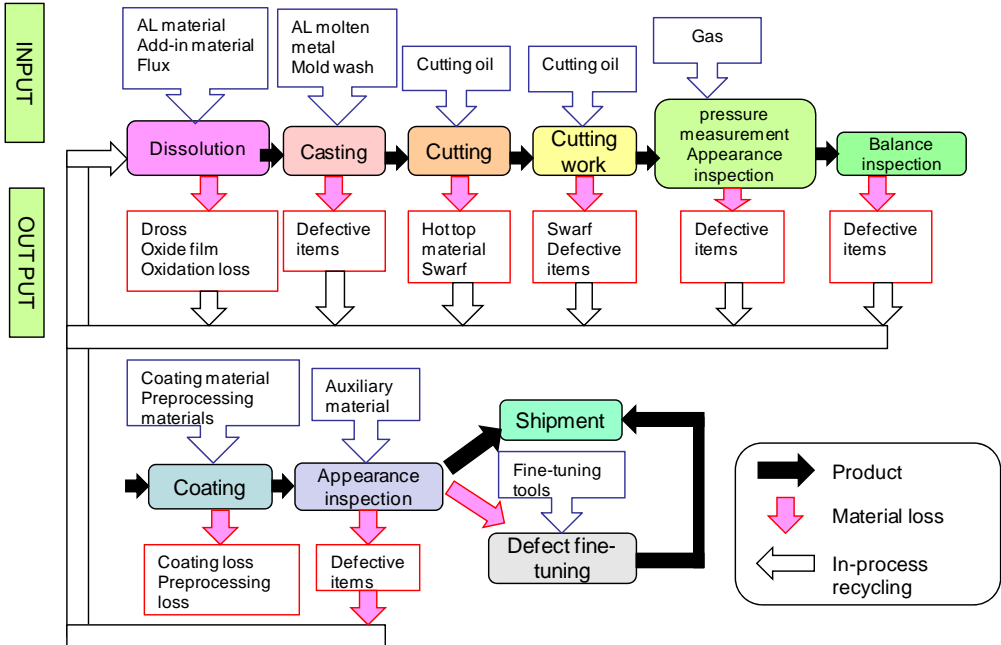 INPUT
AL material
Add-in material
Flux
AL molten
metal
Mold wash
Cutting oil
Cutting oil
Gas
Dissolution
Casting
Cutting
Cutting
work
pressure
measurement
Appearance
inspection
Balance
inspection
OUTPUT
Dross
Oxide film
Oxidation loss
Defective
items
Hot top
material
Swarf
Swarf
Defective
items
Defective
items
Defective
items
Coating material
Preprocessing
materials
Auxiliary
material
Shipment
Fine-tuning
tools
Coating
Appearance
inspection
Defect fine-
tuning
Coating loss
Preprocessing
loss
Defective
items
Product
Material loss
In-process
recycling